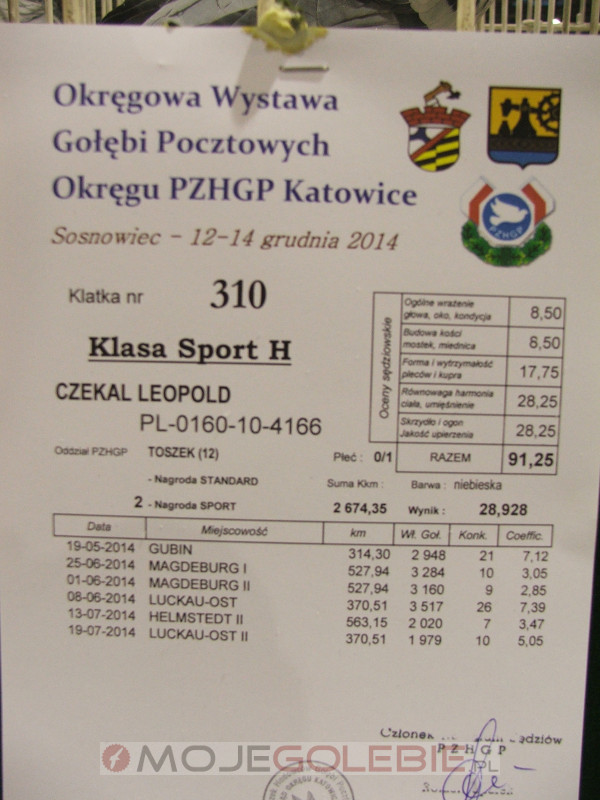 Okręgowa Wystawa
Gołębi Pocztowych
Okręgu PZHGP Katowice
PZHGP
Sosnowiec - 12-14 grudnia 2014
Klatka nr 310
Klasa Sport H
CZEKAL LEOPOLD
PL-0160-10-4166
Oceny sędziowskie
Ogólne wrażenie głowa, oko, kondycja 8,50
Budowa kości mostek, miednica 8,50
Forma i wytrzymałość pleców i kupra 17,75
Równowaga harmonia ciała, umięśnienie 28,25
Skrzydło i ogon Jakość upierzenia 28,25
RAZEM 91,25
Oddział PZHGP TOSZEK (12) Płeć : 0/1
- Nagroda STANDARD Suma Kkm : Barwa : niebieska
2 - Nagroda SPORT 2 674,35 Wynik : 28,928
Data Miejscowość km Wł. Goł. Konk. Coeffic.
19-05-2014 GUBIN 314,30 2 948 21 7,12
25-06-2014 MAGDEBURG I 527,94 3 284 10 3,05
01-06-2014 MAGDEBURG II 527,94 3 160 9 2,85
08-06-2014 LUCKAU-OST 370,51 3 517 26 7,39
13-07-2014 HELMSTEDT II 563,15 2 020 7 3,47
19-07-2014 LUCKAU-OST II 370,51 1 979 10 5,05
Członek
PZHGP
MOJEGOLEBIE.PL